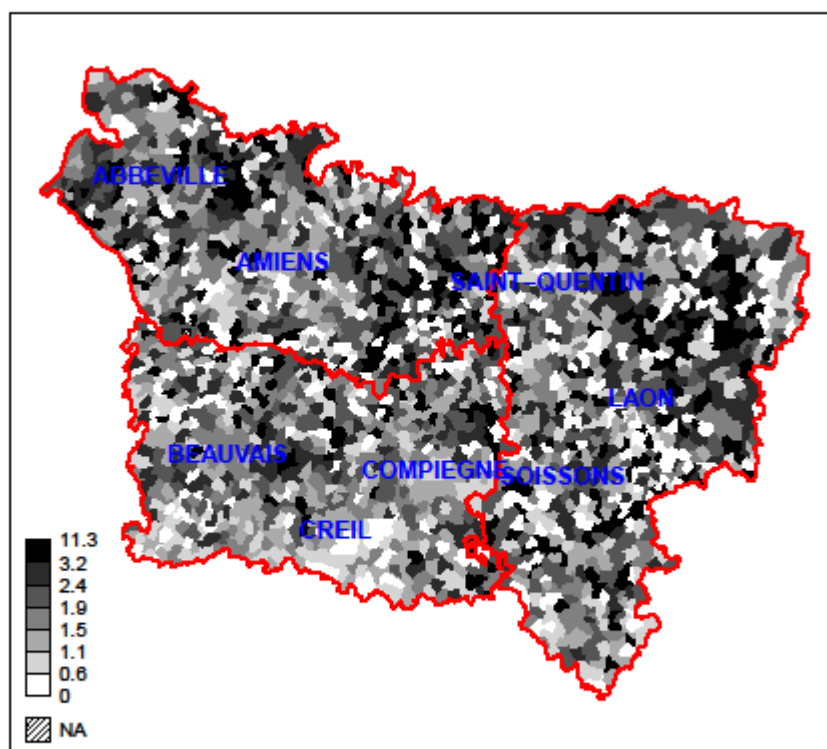 ABBEVILLE
AMIENS
SAINT−QUENTIN
LAON
BEAUVAIS
COMPIEGNE
SOISSONS
CREIL
11.3
3.2
2.4
1.9
1.5
1.1
0.6
0
NA